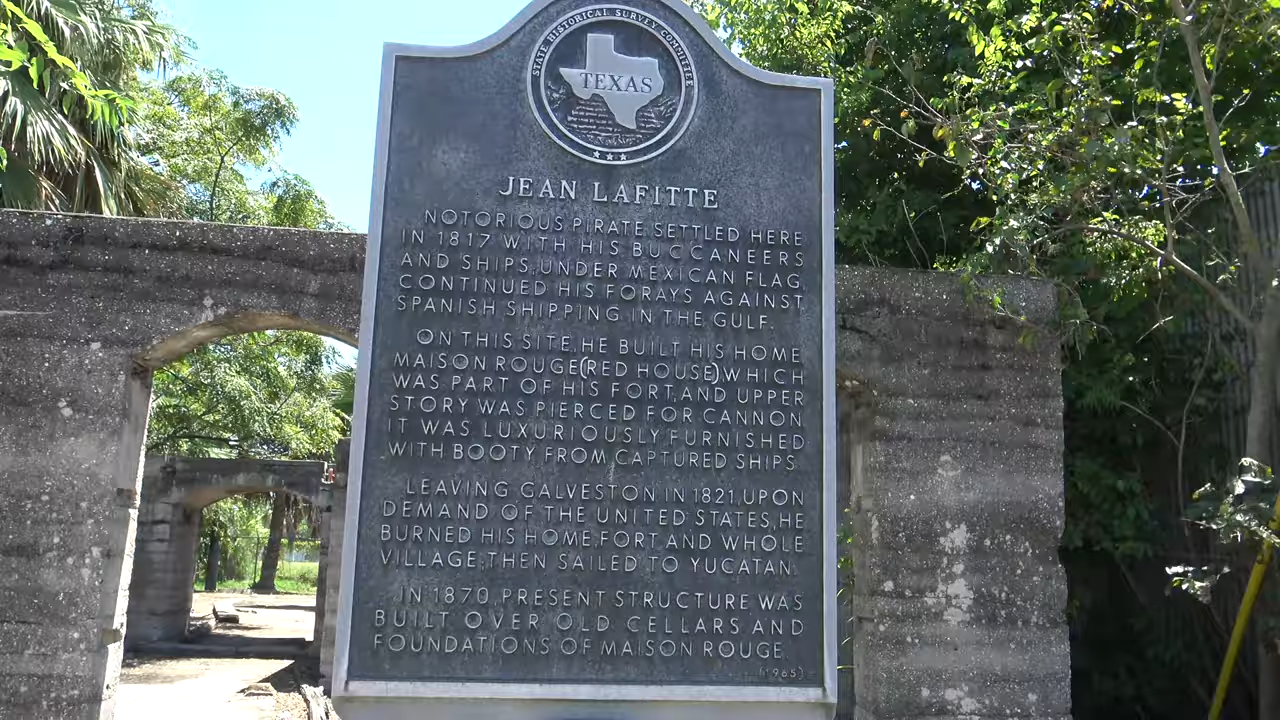 STATE HISTORICAL SURVEY COMMITTEE
TEXAS
JEAN LAFITTE
NOTORIOUS PIRATE. SETTLED HERE
IN 1817 WITH HIS BUCCANEERS
AND SHIPS. UNDER MEXICAN FLAG,
CONTINUED HIS FORAYS AGAINST
SPANISH SHIPPING IN THE GULF.
ON THIS SITE, HE BUILT HIS HOME,
MAISON ROUGE (RED HOUSE), WHICH
WAS PART OF HIS FORT, AND UPPER
STORY WAS PIERCED FOR CANNON.
IT WAS LUXURIOUSLY FURNISHED
WITH BOOTY FROM CAPTURED SHIPS.
LEAVING GALVESTON IN 1821, UPON
DEMAND OF THE UNITED STATES, HE
BURNED HIS HOME, FORT AND WHOLE
VILLAGE; THEN SAILED TO YUCATAN.
IN 1870, PRESENT STRUCTURE WAS
BUILT OVER OLD CELLARS AND
FOUNDATIONS OF MAISON ROUGE.
(1965)